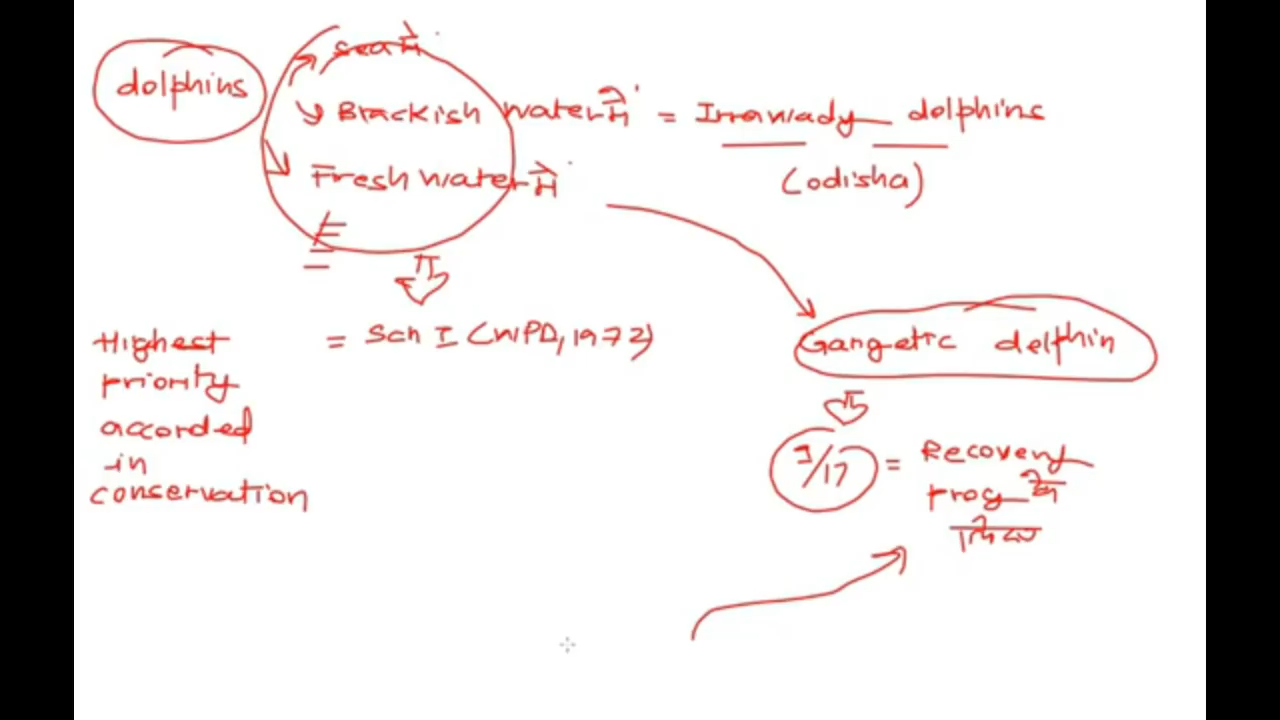 dolphins
sea में
Brackish water में = Irrawady dolphins
(odisha)
Fresh water में
Highest priority accorded in conservation
= Sch I (WPA, 1972)
Gangetic dolphin
1/17 = Recovery
prog